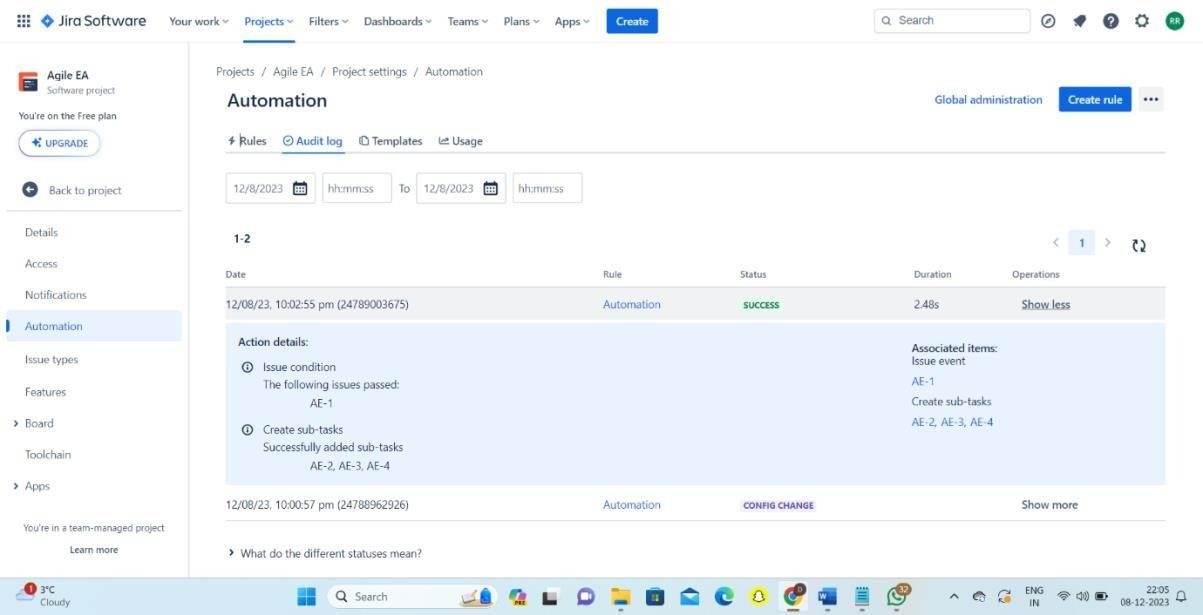 Jira Software Your work Projects Filters Dashboards Teams Plans Apps Create Search RR
Agile EA
Software project
You're on the Free plan
UPGRADE
Back to project
Details
Access
Notifications
Automation
Issue types
Features
Board
Toolchain
Apps
You're in a team-managed project
Learn more
Projects / Agile EA / Project settings / Automation
Automation
Global administration Create rule
Rules Audit log Templates Usage
12/8/2023 hh:mm:ss To 12/8/2023 hh:mm:ss
1-2
1
Date Rule Status Duration Operations
12/08/23, 10:02:55 pm (24789003675) Automation SUCCESS 2.48s Show less
Action details:
Issue condition
The following issues passed:
AE-1
Create sub-tasks
Successfully added sub-tasks
AE-2, AE-3, AE-4
Associated items:
Issue event
AE-1
Create sub-tasks
AE-2, AE-3, AE-4
12/08/23, 10:00:57 pm (24788962926) Automation CONFIG CHANGE Show more
What do the different statuses mean?
1
3°C
Cloudy
Search
PRE
32
ENG
IN
22:05
08-12-2023